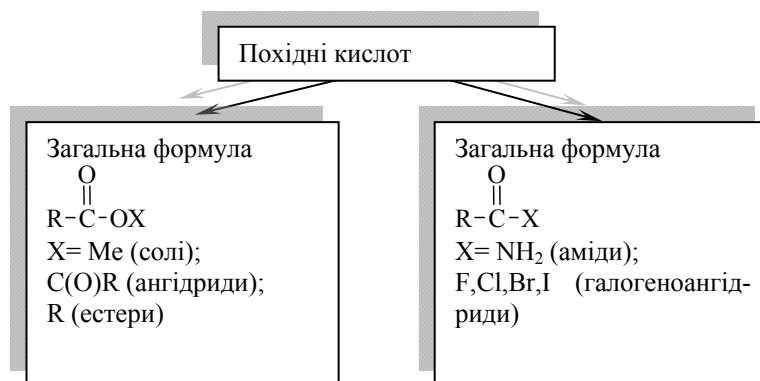 Похідні кислот
Загальна формула
O
R-C-OX
X= Me (солі);
C(O)R (ангідриди);
R (естери)
Загальна формула
O
R-C-X
X= NH₂ (аміди);
F,Cl,Br,I (галогеноангід-
риди)